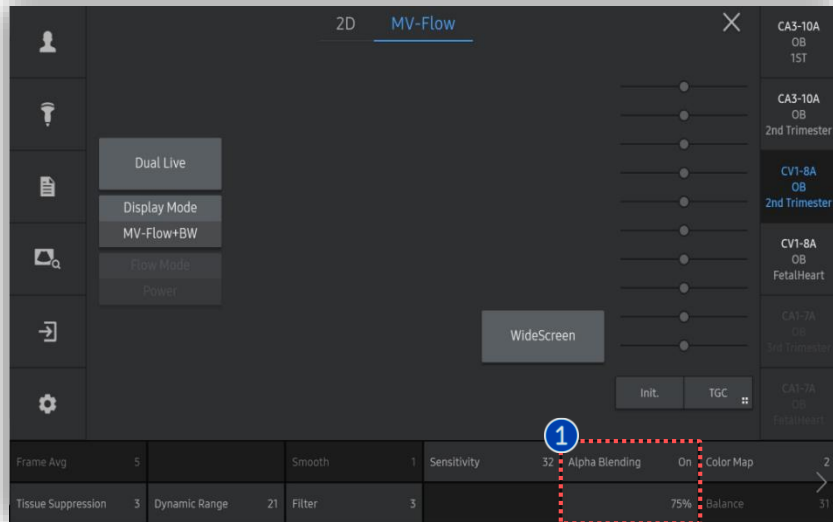 2D MV-Flow
CA3-10A
OB
1ST
CA3-10A
OB
2nd Trimester
CV1-8A
OB
2nd Trimester
CV1-8A
OB
FetalHeart
CA1-7A
OB
3rd Trimester
CA1-7A
OB
FetalHeart
Dual Live
Display Mode
MV-Flow+BW
Flow Mode
Power
WideScreen
Init. TGC
1
Frame Avg 5 Smooth 1 Sensitivity 32 Alpha Blending On Color Map 2
Tissue Suppression 3 Dynamic Range 21 Filter 3 75% Balance 31